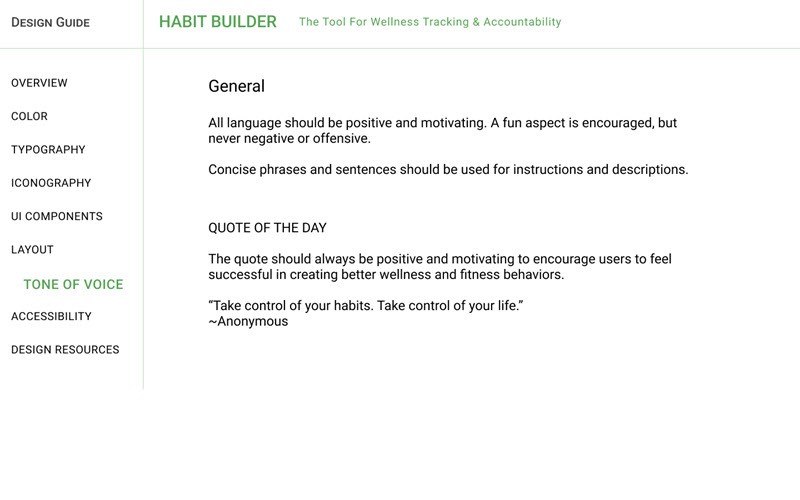 Design Guide
HABIT BUILDER The Tool For Wellness Tracking & Accountability
OVERVIEW
COLOR
TYPOGRAPHY
ICONOGRAPHY
UI COMPONENTS
LAYOUT
TONE OF VOICE
ACCESSIBILITY
DESIGN RESOURCES
General
All language should be positive and motivating. A fun aspect is encouraged, but
never negative or offensive.
Concise phrases and sentences should be used for instructions and descriptions.
QUOTE OF THE DAY
The quote should always be positive and motivating to encourage users to feel
successful in creating better wellness and fitness behaviors.
“Take control of your habits. Take control of your life.”
~Anonymous